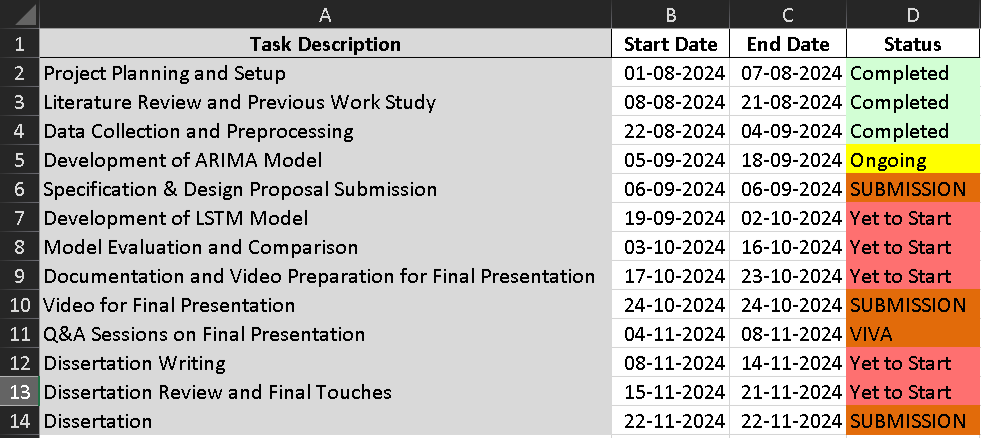 A B C D
1 Task Description Start Date End Date Status
2 Project Planning and Setup 01-08-2024 07-08-2024 Completed
3 Literature Review and Previous Work Study 08-08-2024 21-08-2024 Completed
4 Data Collection and Preprocessing 22-08-2024 04-09-2024 Completed
5 Development of ARIMA Model 05-09-2024 18-09-2024 Ongoing
6 Specification & Design Proposal Submission 06-09-2024 06-09-2024 SUBMISSION
7 Development of LSTM Model 19-09-2024 02-10-2024 Yet to Start
8 Model Evaluation and Comparison 03-10-2024 16-10-2024 Yet to Start
9 Documentation and Video Preparation for Final Presentation 17-10-2024 23-10-2024 Yet to Start
10 Video for Final Presentation 24-10-2024 24-10-2024 SUBMISSION
11 Q&A Sessions on Final Presentation 04-11-2024 08-11-2024 VIVA
12 Dissertation Writing 08-11-2024 14-11-2024 Yet to Start
13 Dissertation Review and Final Touches 15-11-2024 21-11-2024 Yet to Start
14 Dissertation 22-11-2024 22-11-2024 SUBMISSION